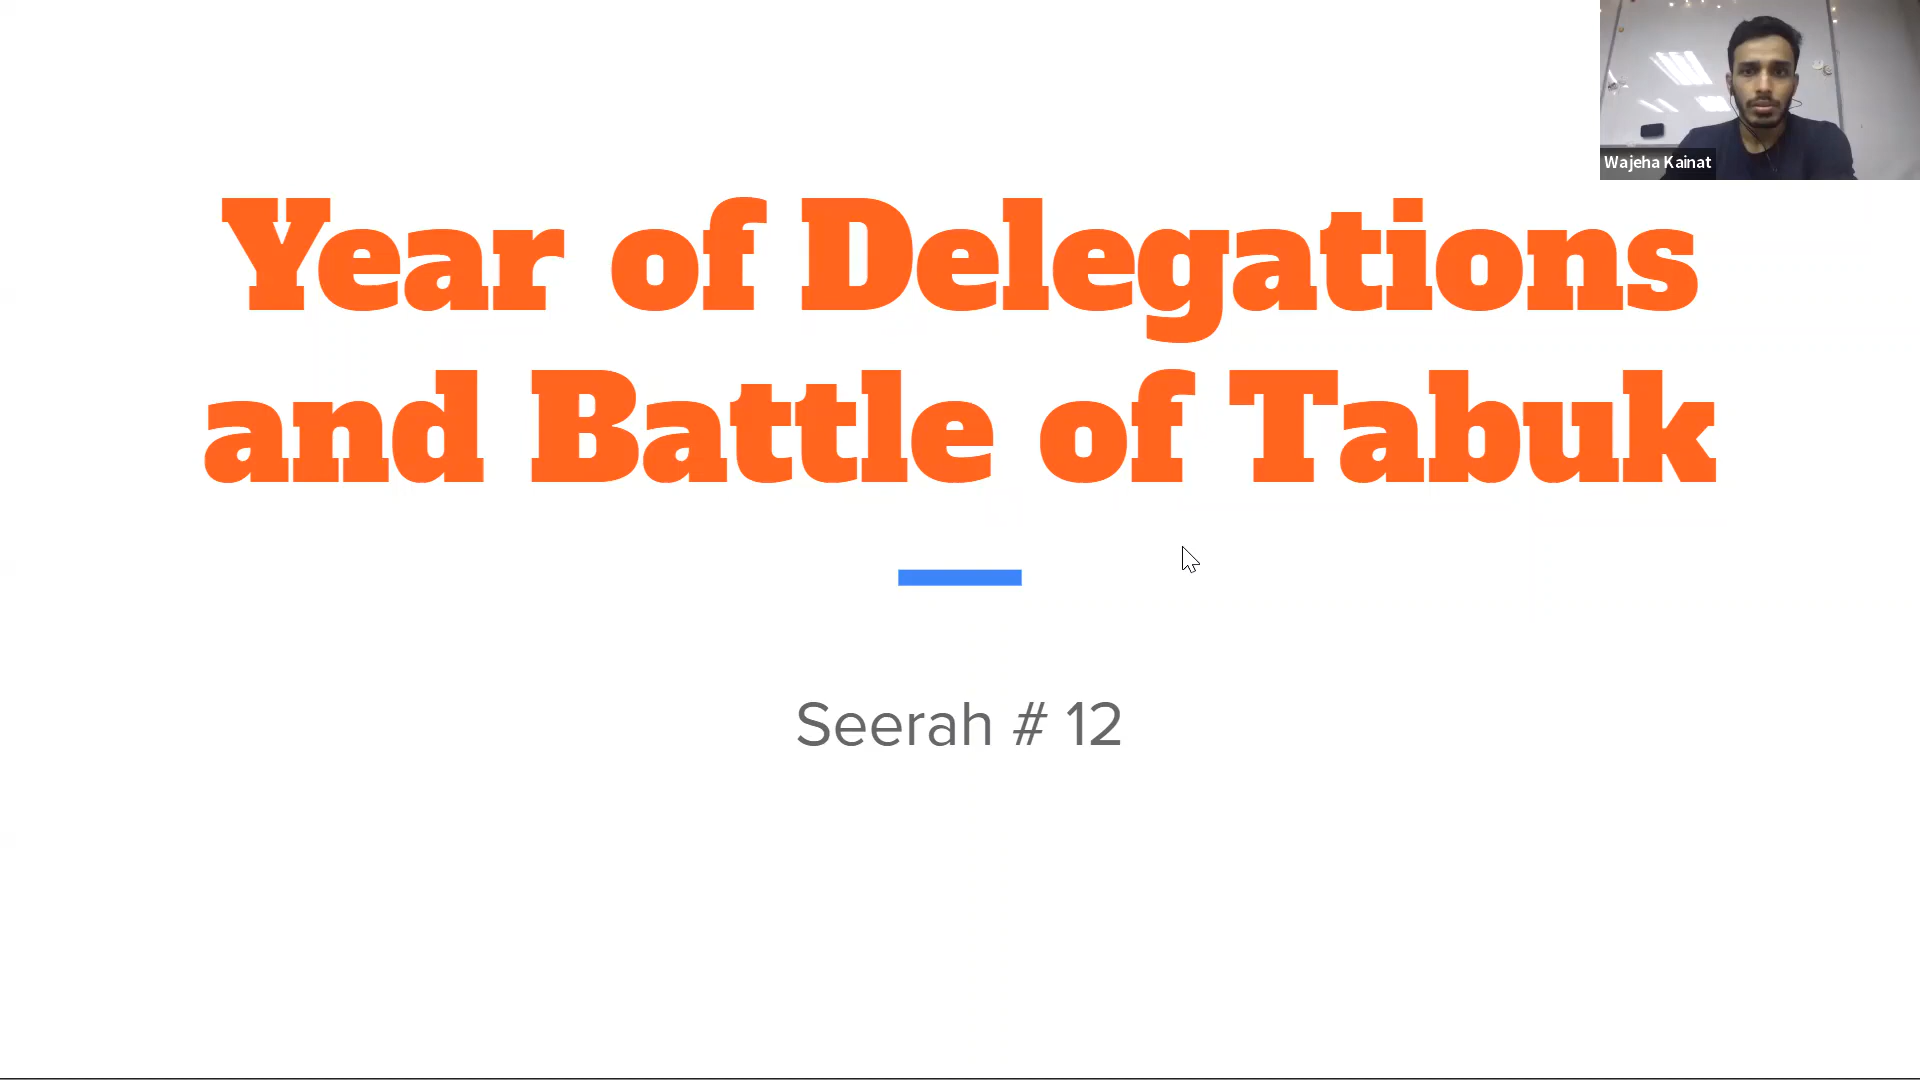 Wajeha Kainat
Year of Delegations
and Battle of Tabuk
Seerah # 12